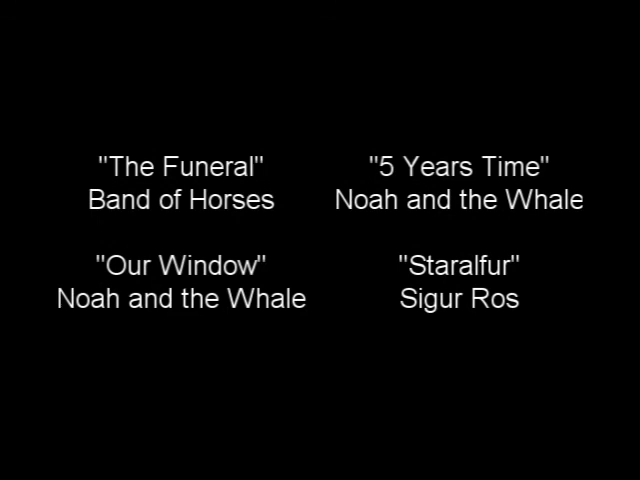 "The Funeral"
Band of Horses
"5 Years Time"
Noah and the Whale
"Our Window"
Noah and the Whale
"Staralfur"
Sigur Ros